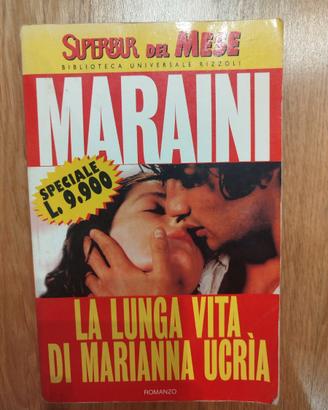 SUPERBUR DEL MESE
BIBLIOTECA UNIVERSALE RIZZOLI
MARAINI
SPECIALE
L. 9.900
LA LUNGA VITA
DI MARIANNA UCRÌA
ROMANZO